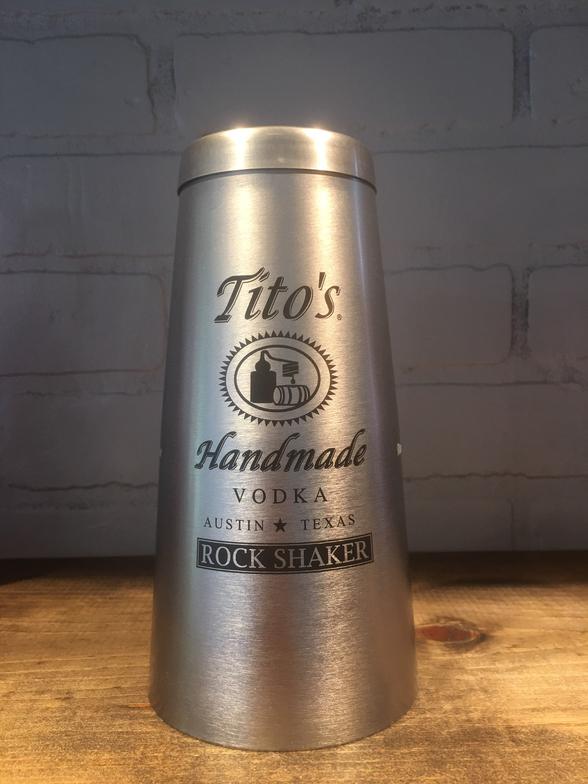 Tito's®
Handmade
VODKA
AUSTIN ★ TEXAS
ROCK SHAKER